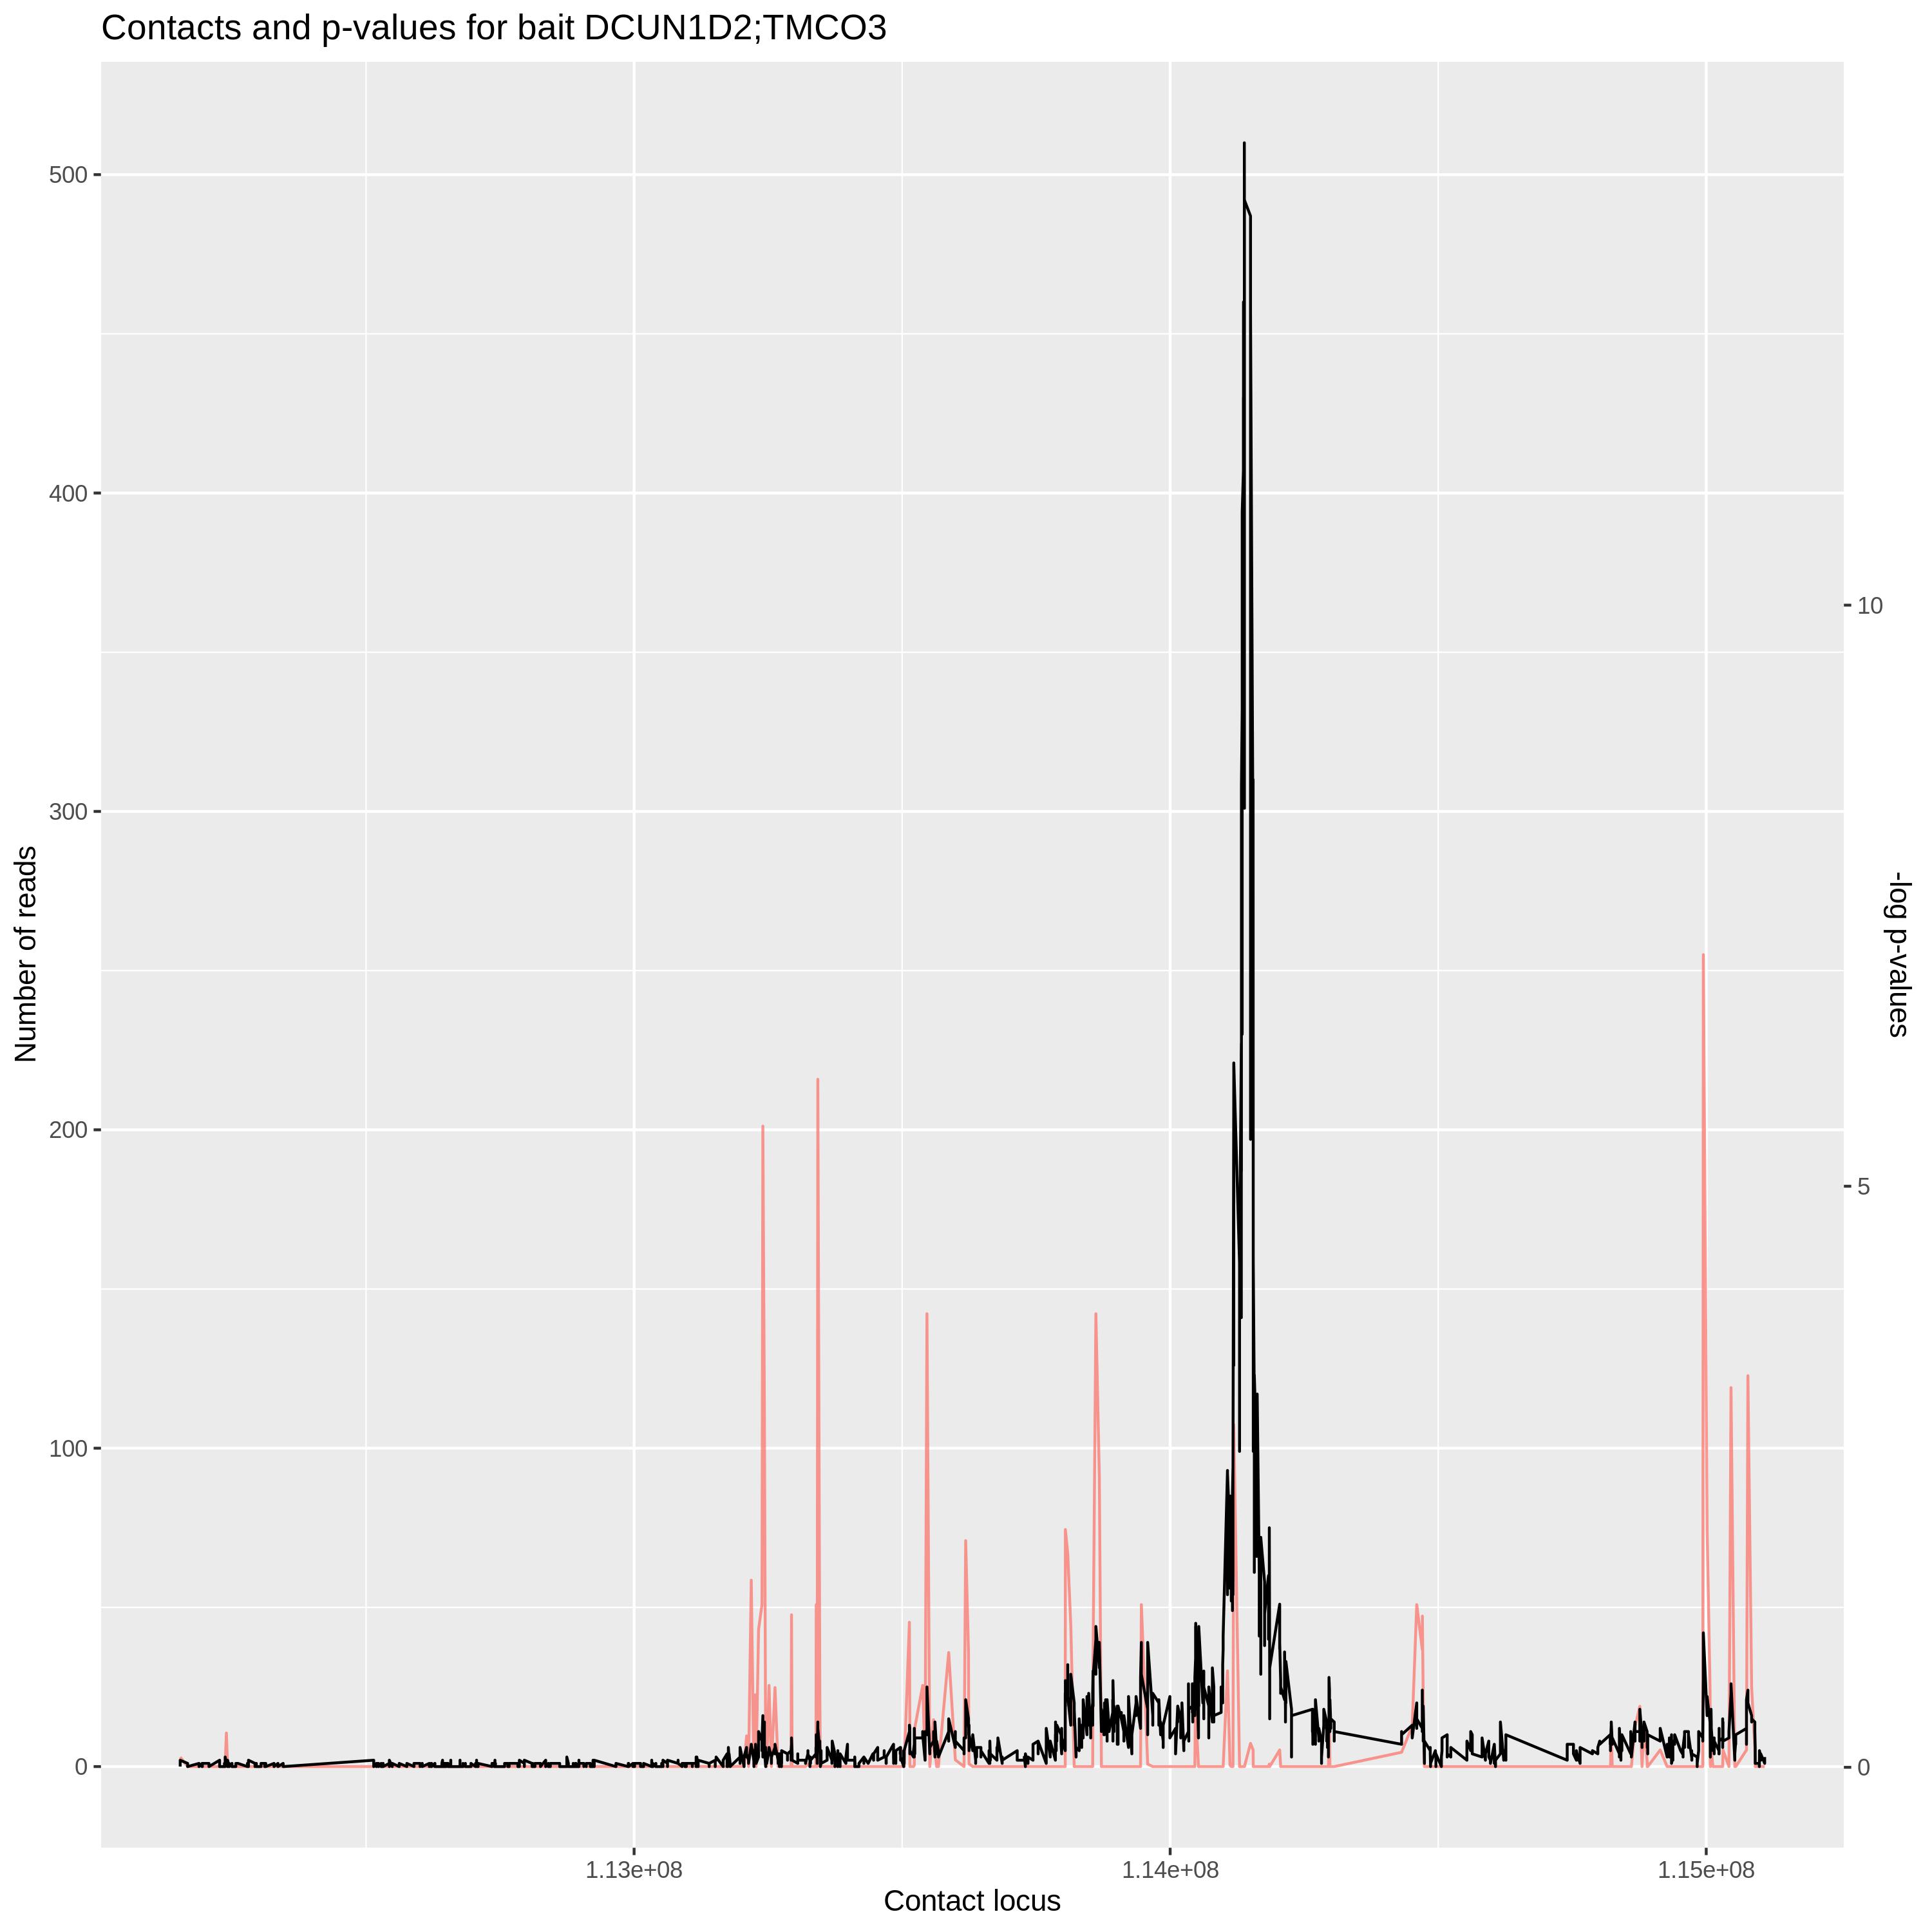 Contacts and p-values for bait DCUN1D2;TMCO3
500
400
300
200
100
0
Number of reads
10
5
0
-log p-values
1.13e+08
1.14e+08
1.15e+08
Contact locus